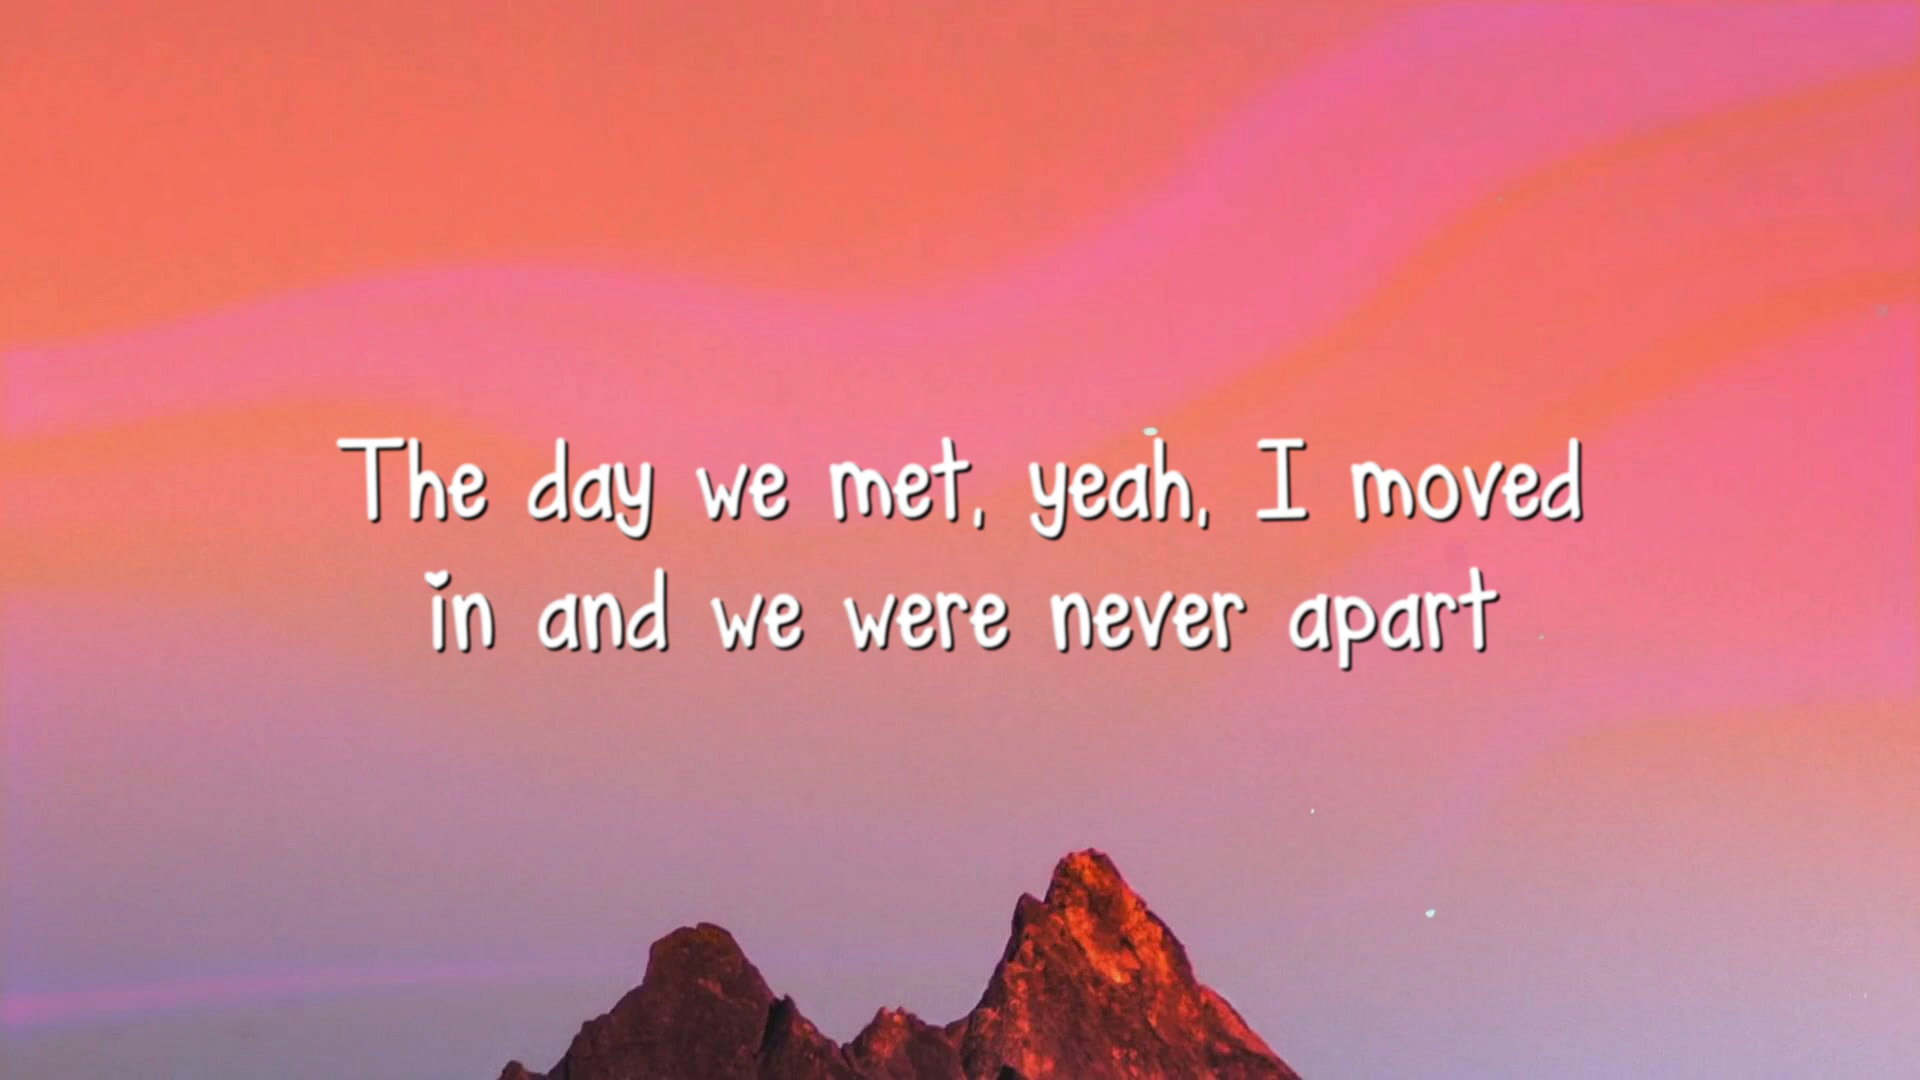 The day we met, yeah, I moved
in and we were never apart